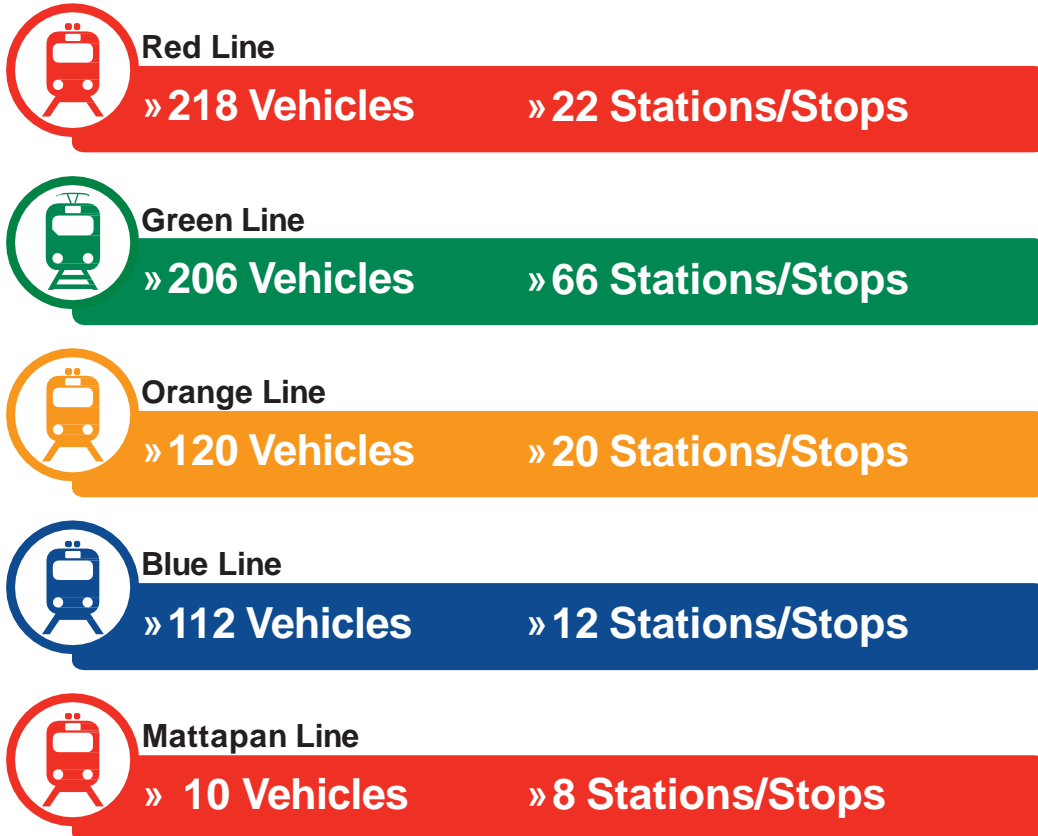 Red Line
» 218 Vehicles » 22 Stations/Stops
Green Line
» 206 Vehicles » 66 Stations/Stops
Orange Line
» 120 Vehicles » 20 Stations/Stops
Blue Line
» 112 Vehicles » 12 Stations/Stops
Mattapan Line
» 10 Vehicles » 8 Stations/Stops